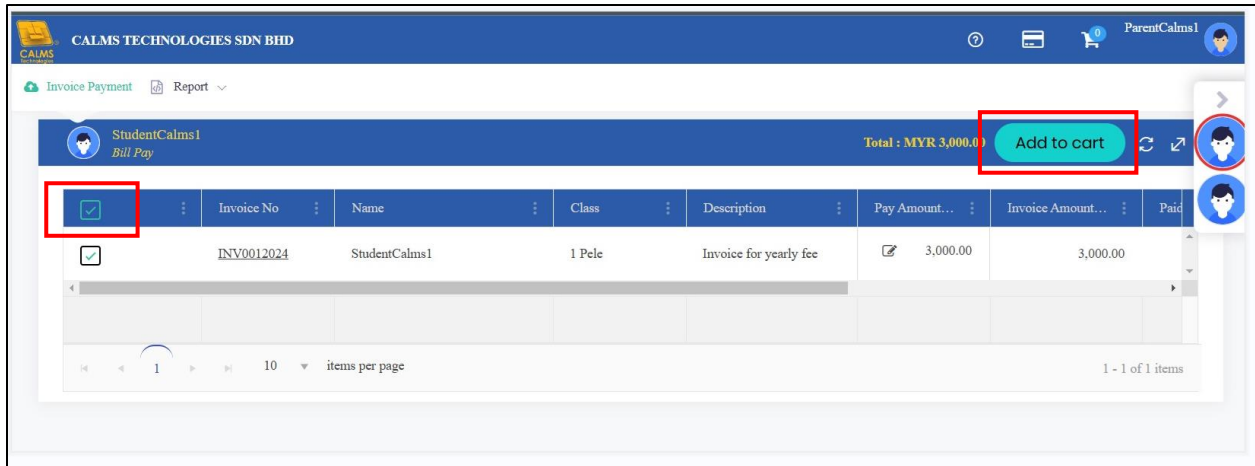 CALMS TECHNOLOGIES SDN BHD
0
ParentCalms1
CALMS
Technologies
Invoice Payment
Report
StudentCalms1
Bill Pay
Total : MYR 3,000.00
Add to cart
Invoice No
Name
Class
Description
Pay Amount...
Invoice Amount...
Paid
INV0012024
StudentCalms1
1 Pele
Invoice for yearly fee
3,000.00
3,000.00
1
10
items per page
1 - 1 of 1 items